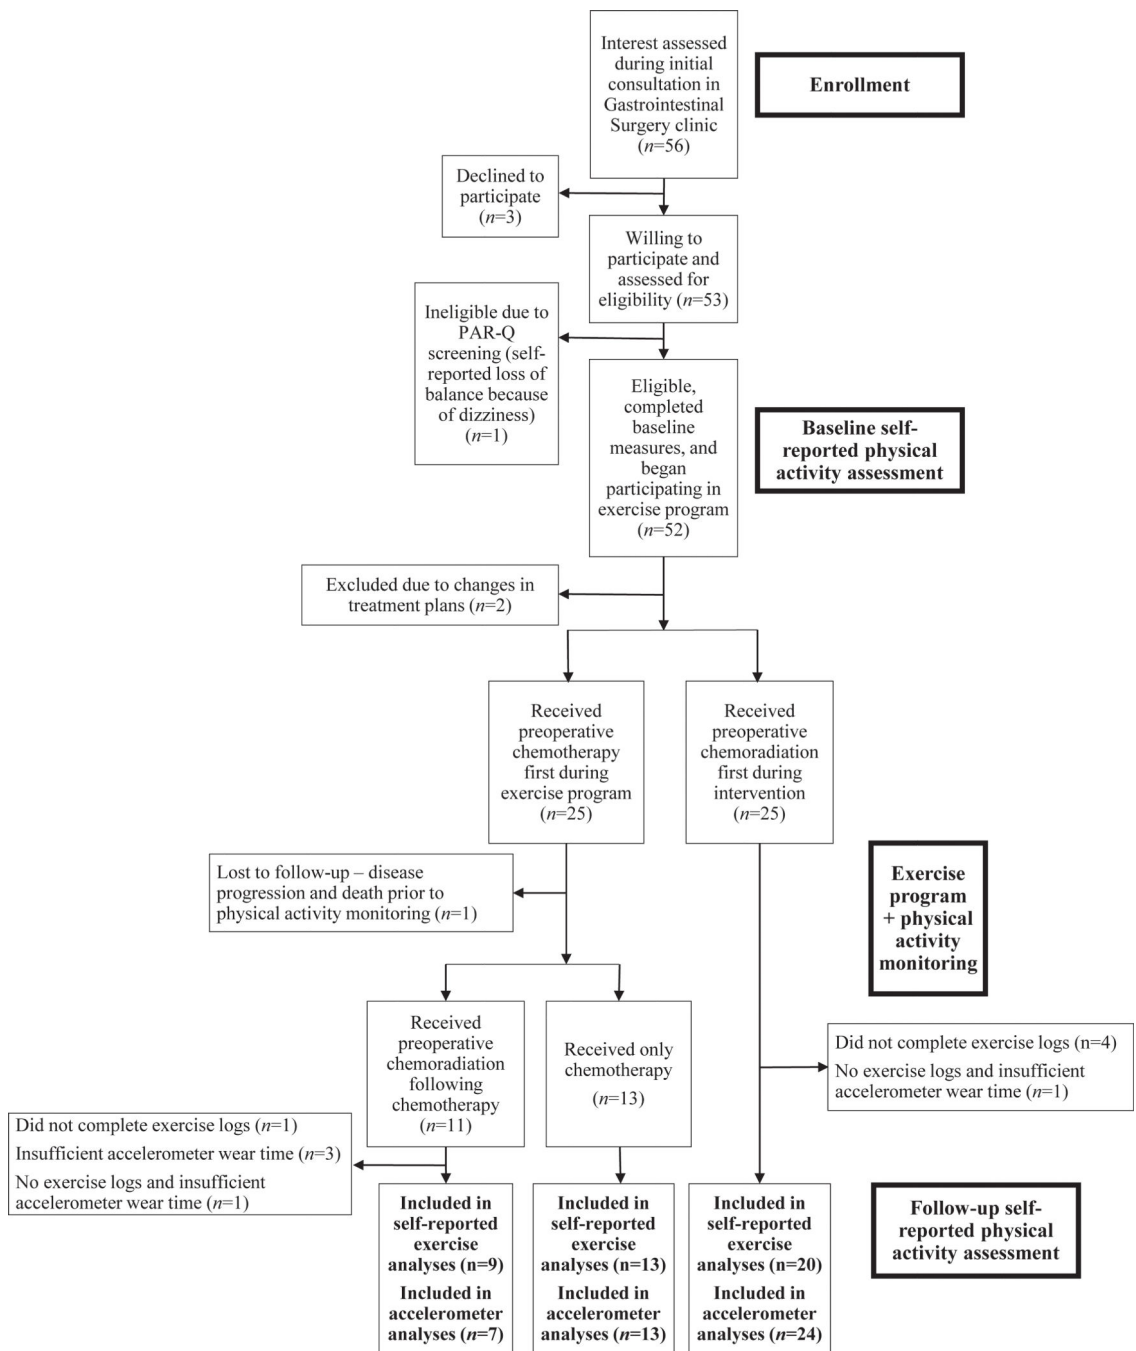 Interest assessed
during initial
consultation in
Gastrointestinal
Surgery clinic
(n=56)
Enrollment
Declined to
participate
(n=3)
Willing to
participate and
assessed for
eligibility (n=53)
Ineligible due to
PAR-Q
screening (self-
reported loss of
balance because
of dizziness)
(n=1)
Eligible,
completed
baseline
measures, and
began
participating in
exercise program
(n=52)
Baseline self-
reported physical
activity assessment
Excluded due to changes in
treatment plans (n=2)
Received
preoperative
chemotherapy
first during
exercise program
(n=25)
Received
preoperative
chemoradiation
first during
intervention
(n=25)
Lost to follow-up – disease
progression and death prior to
physical activity monitoring (n=1)
Exercise
program
+ physical
activity
monitoring
Received
preoperative
chemoradiation
following
chemotherapy
(n=11)
Received only
chemotherapy
(n=13)
Did not complete exercise logs (n=4)
No exercise logs and insufficient
accelerometer wear time (n=1)
Did not complete exercise logs (n=1)
Insufficient accelerometer wear time (n=3)
No exercise logs and insufficient
accelerometer wear time (n=1)
Included in
self-reported
exercise
analyses (n=9)
Included in
accelerometer
analyses (n=7)
Included in
self-reported
exercise
analyses (n=13)
Included in
accelerometer
analyses (n=13)
Included in
self-reported
exercise
analyses (n=20)
Included in
accelerometer
analyses (n=24)
Follow-up self-
reported physical
activity assessment